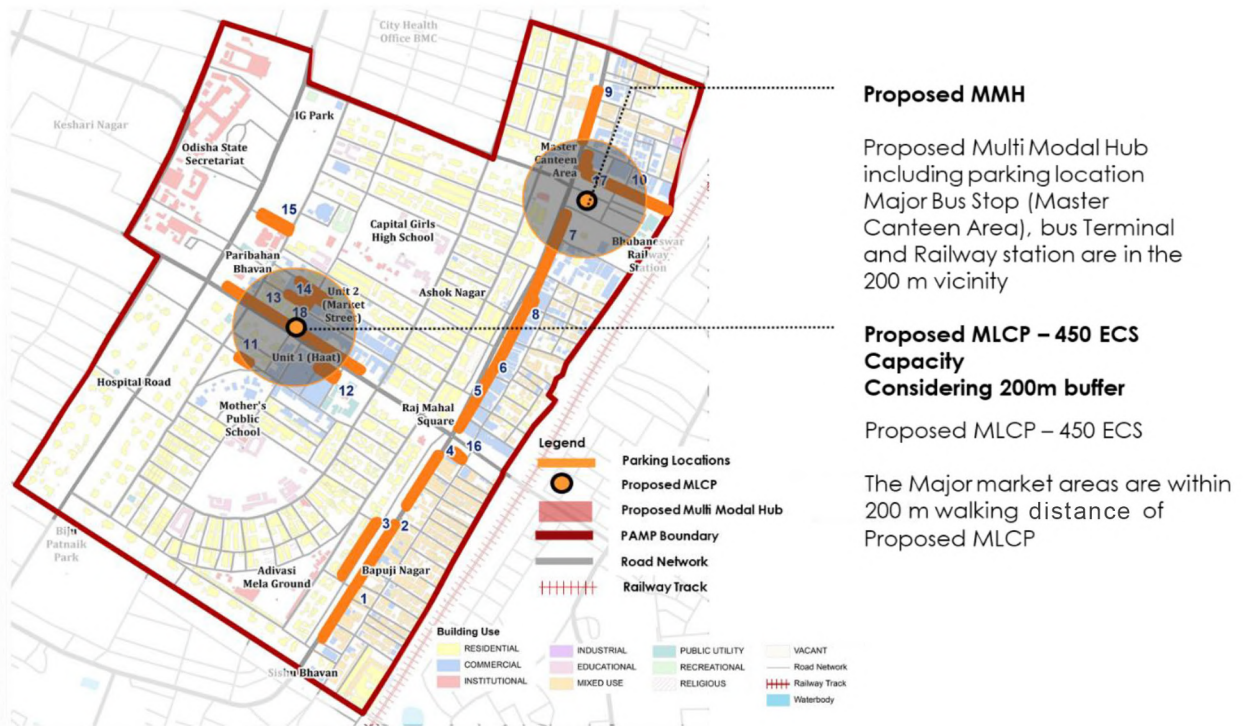 City Health
Office BMC
Keshari Nagar
IG Park
Odisha State
Secretariat
9
Master
Canteen
Area
17
10
15
Capital Girls
High School
7
Bhubaneswar
Railway
Station
Paribahan
Bhavan
14
13
Unit 2
(Market
Street)
18
Ashok Nagar
8
11
Unit 1 (Haat)
6
Hospital Road
12
5
Mother's
Public
School
Raj Mahal
Square
16
4
3
2
Biju
Patnaik
Park
Adivasi
Mela Ground
Bapuji Nagar
1
Sishu Bhavan
Legend
Parking Locations
Proposed MLCP
Proposed Multi Modal Hub
PAMP Boundary
Road Network
Railway Track
Building Use
RESIDENTIAL
COMMERCIAL
INSTITUTIONAL
INDUSTRIAL
EDUCATIONAL
MIXED USE
PUBLIC UTILITY
RECREATIONAL
RELIGIOUS
VACANT
Road Network
Railway Track
Waterbody
Proposed MMH
Proposed Multi Modal Hub
including parking location
Major Bus Stop (Master
Canteen Area), bus Terminal
and Railway station are in the
200 m vicinity
Proposed MLCP – 450 ECS
Capacity
Considering 200m buffer
Proposed MLCP – 450 ECS
The Major market areas are within
200 m walking distance of
Proposed MLCP